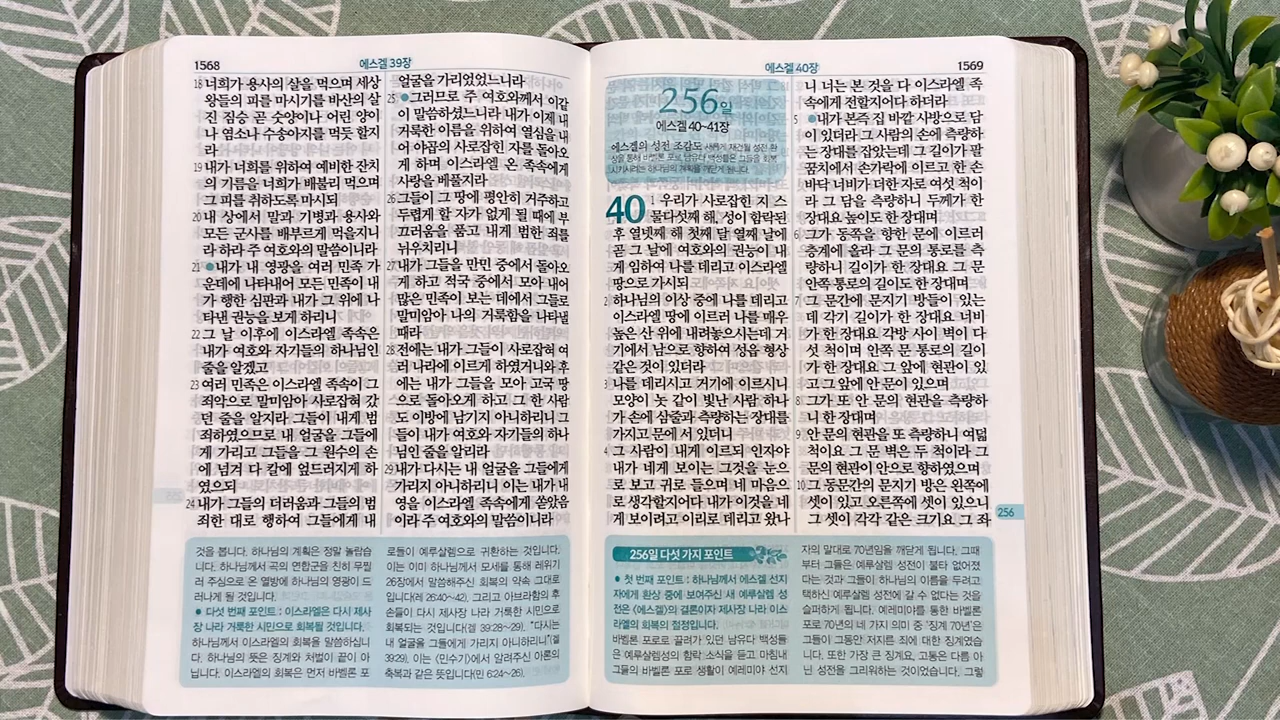 1568
에스겔 39장
18 너희가 용사의 살을 먹으며 세상
왕들의 피를 마시기를 바산의 살
진 짐승 곧 숫양이나 어린 양이
나 염소나 수송아지를 먹듯 할지
라
19 내가 너희를 위하여 예비한 잔치
의 기름을 너희가 배불리 먹으며
그 피를 취하도록 마시되
20 내 상에서 말과 기병과 용사와
모든 군사를 배부르게 먹을지니
라 하라 주 여호와의 말씀이니라
21 ●내가 내 영광을 여러 민족 가
운데에 나타내어 모든 민족이 내
가 행한 심판과 내가 그 위에 나
타낸 권능을 보게 하리니
22 그 날 이후에 이스라엘 족속은
내가 여호와 자기들의 하나님인
줄을 알겠고
23 여러 민족은 이스라엘 족속이 그
죄악으로 말미암아 사로잡혀 갔
던 줄을 알지라 그들이 내게 범
죄하였으므로 내 얼굴을 그들에
게 가리고 그들을 그 원수의 손
에 넘겨 다 칼에 엎드러지게 하
였으되
24 내가 그들의 더러움과 그들의 범
죄한 대로 행하여 그들에게 내
얼굴을 가리었었느니라
25 ●그러므로 주 여호와께서 이같
이 말씀하셨느니라 내가 이제 내
거룩한 이름을 위하여 열심을 내
어 야곱의 사로잡힌 자를 돌아오
게 하며 이스라엘 온 족속에게
사랑을 베풀지라
26 그들이 그 땅에 평안히 거주하고
두렵게 할 자가 없게 될 때에 부
끄러움을 품고 내게 범한 죄를
뉘우치리니
27 내가 그들을 만민 중에서 돌아오
게 하고 적국 중에서 모아 내어
많은 민족이 보는 데에서 그들로
말미암아 나의 거룩함을 나타낼
때라
28 전에는 내가 그들이 사로잡혀 여
러 나라에 이르게 하였거니와 후
에는 내가 그들을 모아 고국 땅
으로 돌아오게 하고 그 한 사람
도 이방에 남기지 아니하리니 그
들이 내가 여호와 자기들의 하나
님인 줄을 알리라
29 내가 다시는 내 얼굴을 그들에게
가리지 아니하리니 이는 내가 내
영을 이스라엘 족속에게 쏟았음
이라 주 여호와의 말씀이니라
255
것을 봅니다. 하나님의 계획은 정말 놀랍습
니다. 하나님께서 곡의 연합군을 친히 무찔
러 주심으로 온 열방에 하나님의 영광이 드
러나게 될 것입니다.
● 다섯 번째 포인트 : 이스라엘은 다시 제사
장 나라 거룩한 시민으로 회복될 것입니다.
하나님께서 이스라엘의 회복을 말씀하십니
다. 하나님의 뜻은 징계와 처벌이 끝이 아
닙니다. 이스라엘의 회복은 먼저 바벨론 포
로들이 예루살렘으로 귀환하는 것입니다.
이는 이미 하나님께서 모세를 통해 레위기
26장에서 말씀해주신 회복의 약속 그대로
입니다(레 26:40~42). 그리고 아브라함의 후
손들이 다시 제사장 나라 거룩한 시민으로
회복되는 것입니다(겔 39:28~29). “다시는
내 얼굴을 그들에게 가리지 아니하리니”(겔
39:29). 이는 〈민수기〉에서 알려주신 아론의
축복과 같은 뜻입니다(민 6:24~26).
에스겔 40장
1569
256일
에스겔 40~41장
에스겔의 성전 조감도 새롭게 재건될 성전 환
상을 통해 바벨론 포로 남유다 백성들은 그들을 회복
시키시려는 하나님의 계획을 깨닫게 됩니다.
40 1 우리가 사로잡힌 지 스
물다섯째 해, 성이 함락된
후 열넷째 해 첫째 달 열째 날에
곧 그 날에 여호와의 권능이 내
게 임하여 나를 데리고 이스라엘
땅으로 가시되
2 하나님의 이상 중에 나를 데리고
이스라엘 땅에 이르러 나를 매우
높은 산 위에 내려놓으시는데 거
기에서 남으로 향하여 성읍 형상
같은 것이 있더라
3 나를 데리시고 거기에 이르시니
모양이 놋 같이 빛난 사람 하나
가 손에 삼줄과 측량하는 장대를
가지고 문에 서 있더니
4 그 사람이 내게 이르되 인자야
내가 네게 보이는 그것을 눈으
로 보고 귀로 들으며 네 마음으
로 생각할지어다 내가 이것을 네
게 보이려고 이리로 데리고 왔나
니 너는 본 것을 다 이스라엘 족
속에게 전할지어다 하더라
5 ●내가 본즉 집 바깥 사방으로 담
이 있더라 그 사람의 손에 측량하
는 장대를 잡았는데 그 길이가 팔
꿈치에서 손가락에 이르고 한 손
바닥 너비가 더한 자로 여섯 척이
라 그 담을 측량하니 두께가 한
장대요 높이도 한 장대며
6 그가 동쪽을 향한 문에 이르러
층계에 올라 그 문의 통로를 측
량하니 길이가 한 장대요 그 문
안쪽 통로의 길이도 한 장대며
7 그 문간에 문지기 방들이 있는
데 각기 길이가 한 장대요 너비
가 한 장대요 각방 사이 벽이 다
섯 척이며 안쪽 문 통로의 길이
가 한 장대요 그 앞에 현관이 있
고 그 앞에 안 문이 있으며
8 그가 또 안 문의 현관을 측량하
니 한 장대며
9 안 문의 현관을 또 측량하니 여덟
척이요 그 문 벽은 두 척이라 그
문의 현관이 안으로 향하였으며
10 그 동문간의 문지기 방은 왼쪽에
셋이 있고 오른쪽에 셋이 있으니
그 셋이 각각 같은 크기요 그 좌
256
256일 다섯 가지 포인트
● 첫 번째 포인트 : 하나님께서 에스겔 선지
자에게 환상 중에 보여주신 새 예루살렘 성
전은 〈에스겔〉의 결론이자 제사장 나라 이스
라엘의 회복의 절정입니다.
바벨론 포로로 끌려가 있던 남유다 백성들
은 예루살렘성의 함락 소식을 듣고 마침내
그들의 바벨론 포로 생활이 예레미야 선지
자의 말대로 70년임을 깨닫게 됩니다. 그때
부터 그들은 예루살렘 성전이 불타 없어졌
다는 것과 그들이 하나님의 이름을 두려고
택하신 예루살렘 성전에 갈 수 없다는 것을
슬퍼하게 됩니다. 예레미야를 통한 바벨론
포로 70년의 네 가지 의미 중 ‘징계 70년’은
그들이 그동안 저지른 죄에 대한 징계였습
니다. 또한 가장 큰 징계요, 고통은 다름 아
닌 성전을 그리워하는 것이었습니다. 그렇